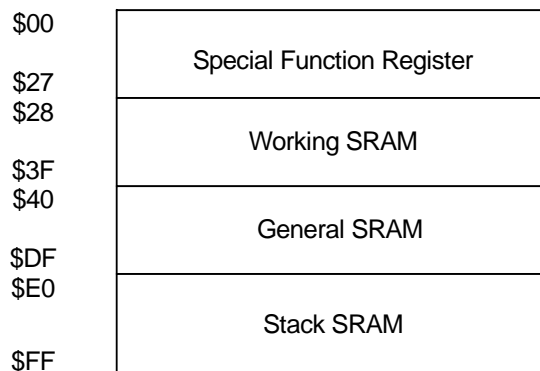 $00
Special Function Register
$27
$28
Working SRAM
$3F
$40
General SRAM
$DF
$E0
Stack SRAM
$FF